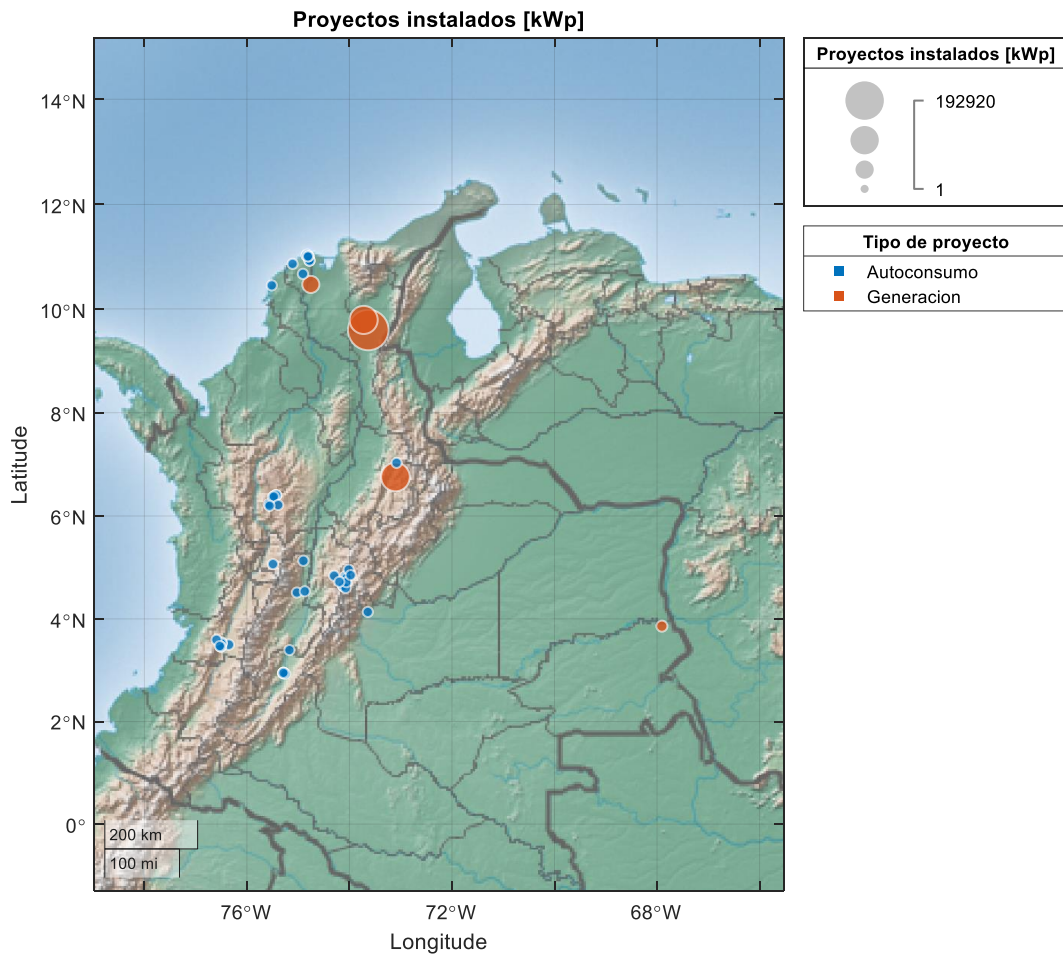 Proyectos instalados [kWp]
14°N
12°N
10°N
8°N
6°N
4°N
2°N
0°
Latitude
200 km
100 mi
76°W
72°W
68°W
Longitude
Proyectos instalados [kWp]
192920
1
Tipo de proyecto
Autoconsumo
Generacion